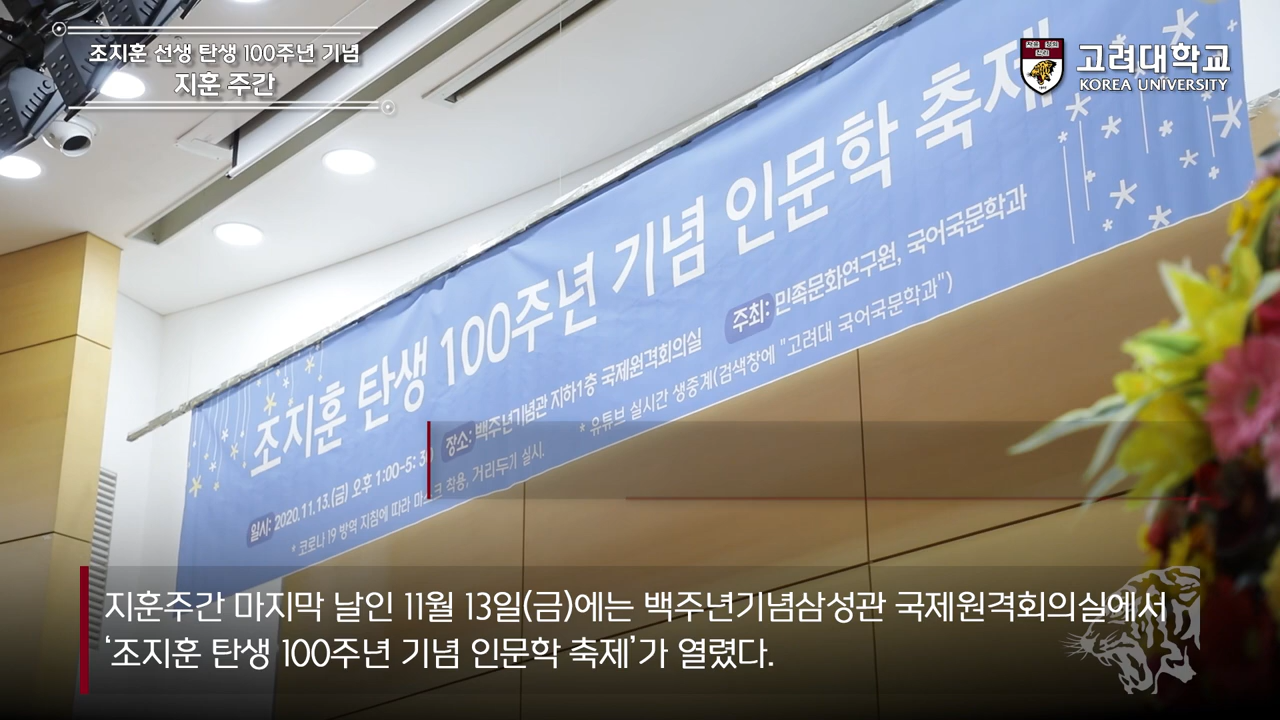 조지훈 선생 탄생 100주년 기념
지훈 주간
고려대학교
KOREA UNIVERSITY
조지훈 탄생 100주년 기념 인문학 축제
일시: 2020.11.13.(금) 오후 1:00-5:30
장소: 백주년기념관 지하1층 국제원격회의실
주최: 민족문화연구원, 국어국문학과
* 코로나19 방역 지침에 따라 마스크 착용, 거리두기 실시.
* 유튜브 실시간 생중계(검색창에 "고려대 국어국문학과")
지훈주간 마지막 날인 11월 13일(금)에는 백주년기념삼성관 국제원격회의실에서
‘조지훈 탄생 100주년 기념 인문학 축제’가 열렸다.